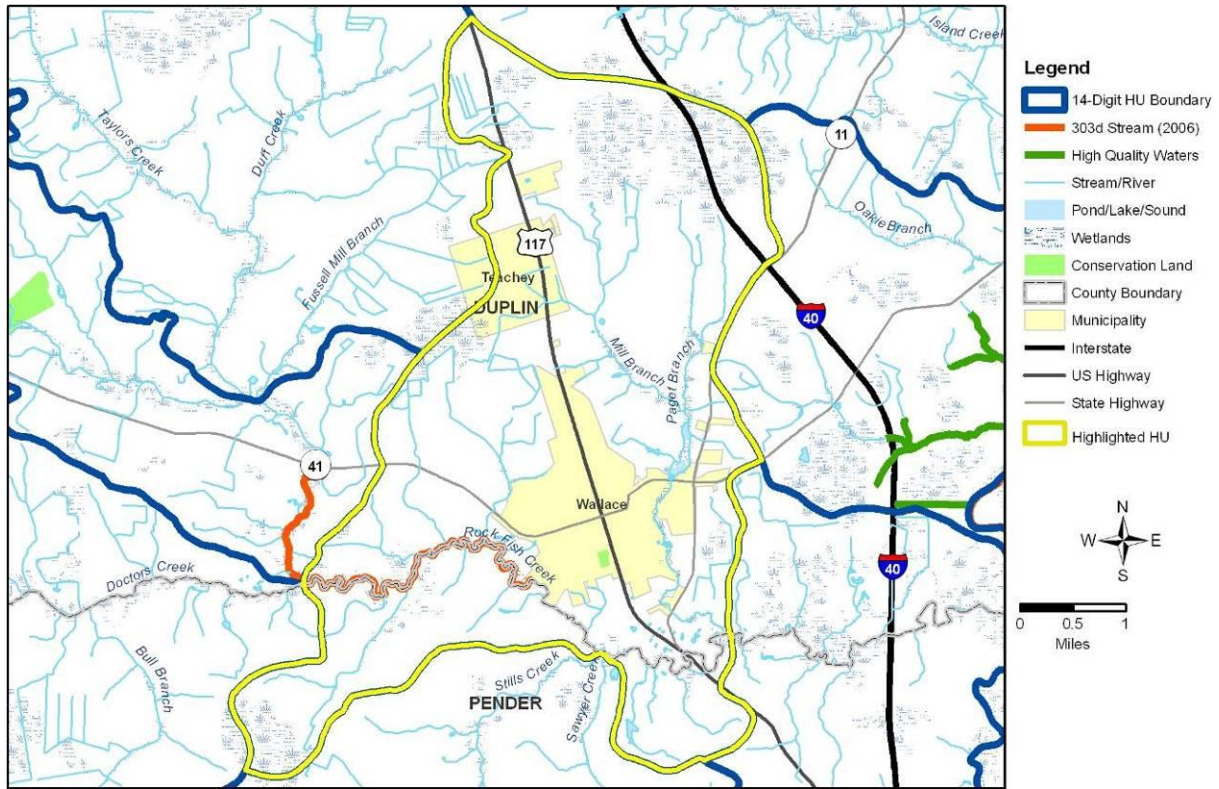 Island Creek
Taylors Creek
Duff Creek
11
Oakie Branch
Fussell Mill Branch
117
Teachey
DUPLIN
40
Mill Branch
Paget Branch
41
Wallace
Rock Fish Creek
40
Doctors Creek
Bull Branch
Stills Creek
Sawyer Creek
PENDER
Legend
14-Digit HU Boundary
303d Stream (2006)
High Quality Waters
Stream/River
Pond/Lake/Sound
Wetlands
Conservation Land
County Boundary
Municipality
Interstate
US Highway
State Highway
Highlighted HU
N
W E
S
0 0.5 1
Miles